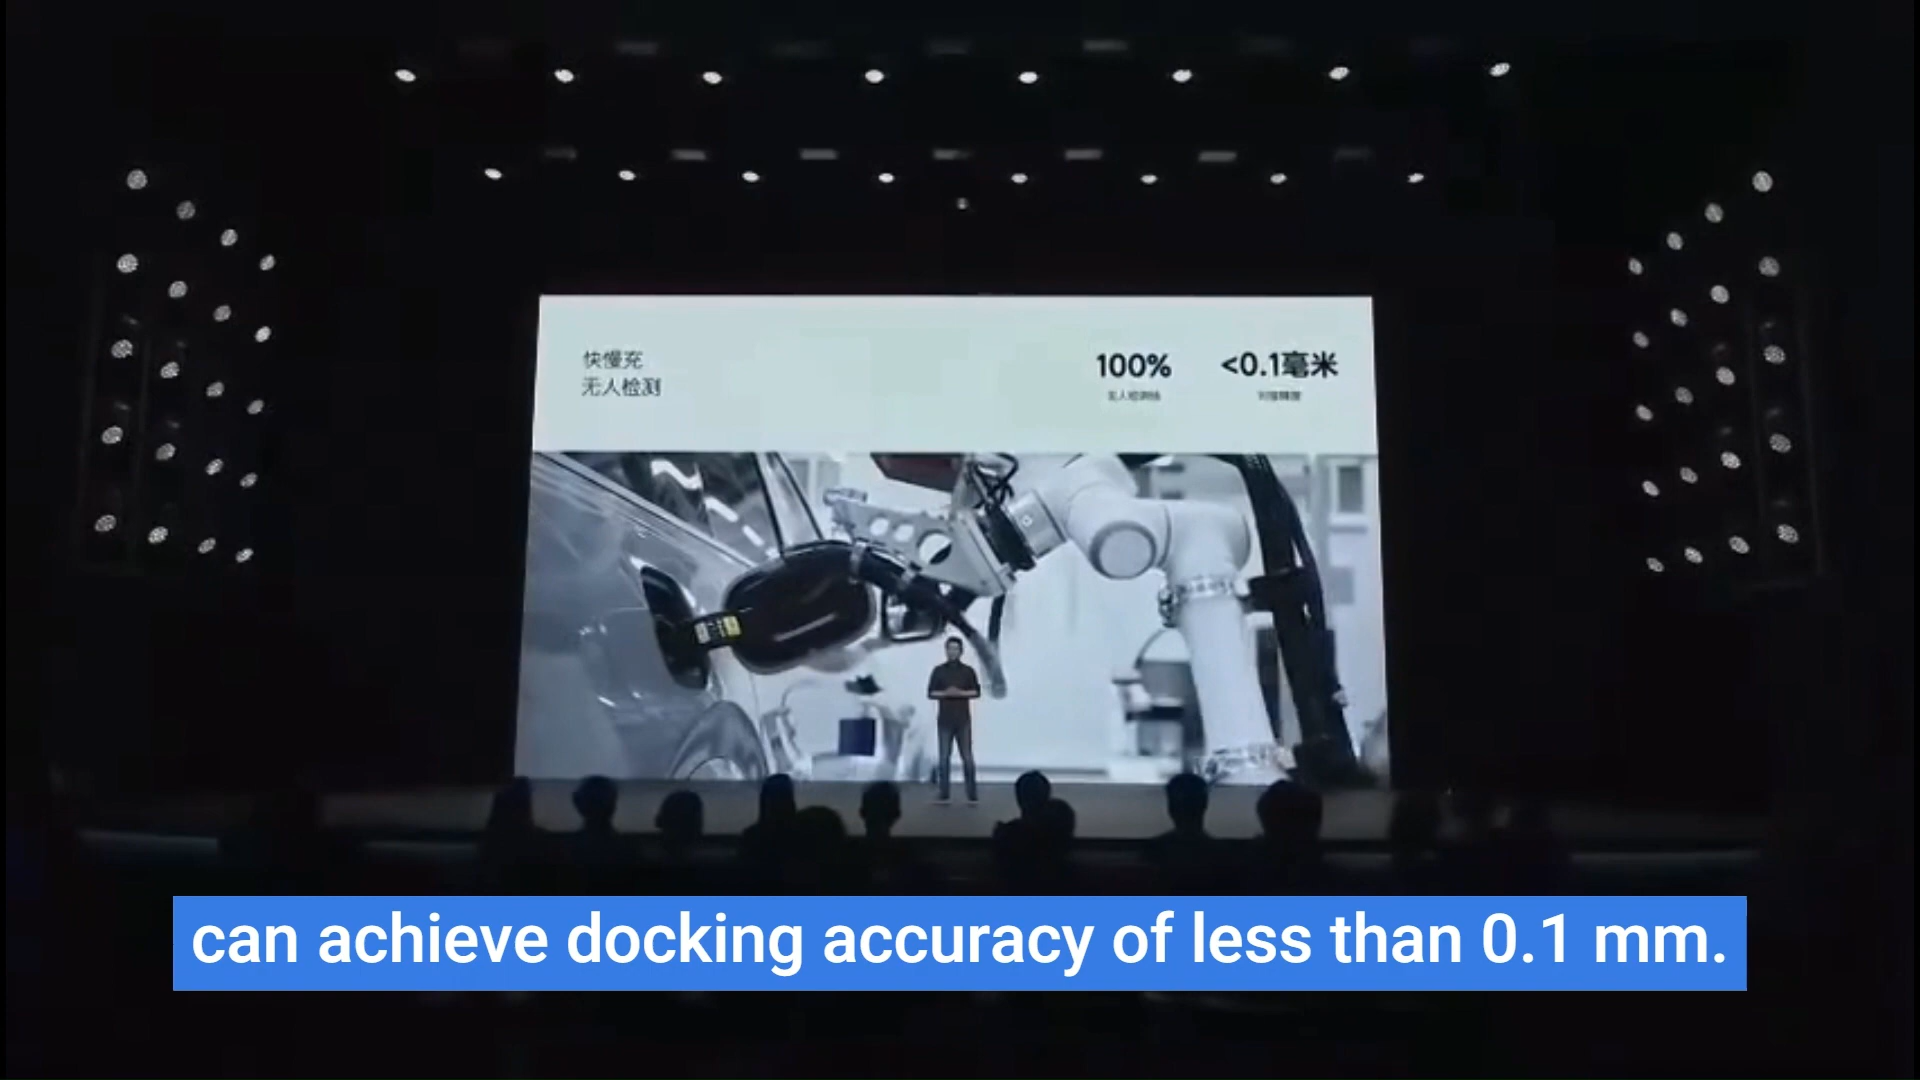 快慢充
无人检测
100%
<0.1毫米
can achieve docking accuracy of less than 0.1 mm.